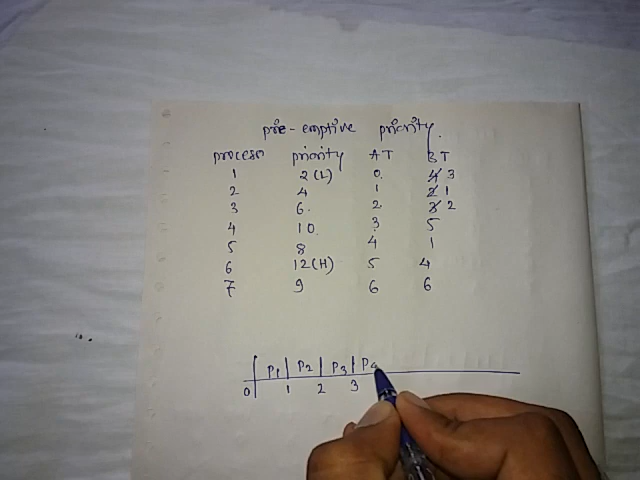 pre-emptive priority.
process priority AT BT
1 2(L) 0 4 3
2 4 1 2 1
3 6. 2 3 2
4 10. 3 5
5 8 4 1
6 12(H) 5 4
7 9 6 6
P1 P2 P3 P4
0 1 2 3